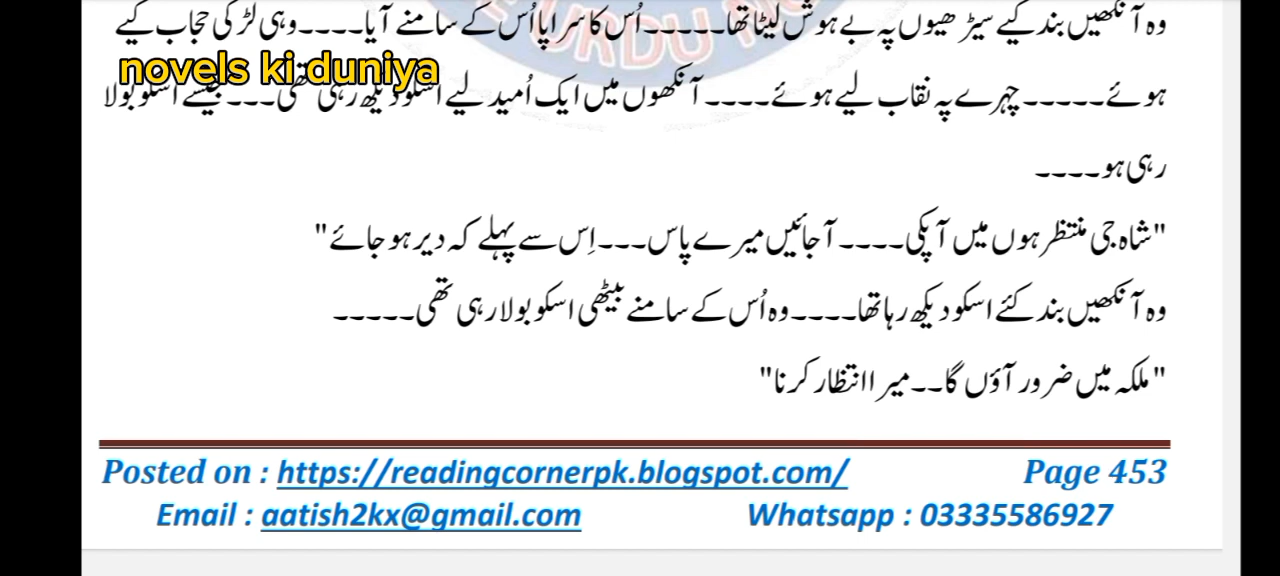 وہ آنکھیں بند کیے سیڑھیوں پہ بے ہوش لیٹا تھا۔۔۔۔۔اُس کا سراپا اُس کے سامنے آیا۔۔۔۔وہی لڑکی حجاب کیے
novels ki duniya
ہوئے۔۔۔۔۔چہرے پہ نقاب لیے ہوئے۔۔۔۔آنکھوں میں ایک اُمید لیے اسکو دیکھ رہی تھی۔۔۔جیسے اسکو بولا
رہی ہو۔۔۔۔
"شاہ جی منتظر ہوں میں آپکی۔۔۔۔آجائیں میرے پاس۔۔۔اِس سے پہلے کہ دیر ہو جائے"
وہ آنکھیں بند کئے اسکو دیکھ رہا تھا۔۔۔۔وہ اُس کے سامنے بیٹھی اسکو بولا رہی تھی۔۔۔۔۔
"ملکہ میں ضرور آؤں گا۔۔میرا انتظار کرنا"
Posted on : https://readingcornerpk.blogspot.com/ Page 453
Email : aatish2kx@gmail.com Whatsapp : 03335586927